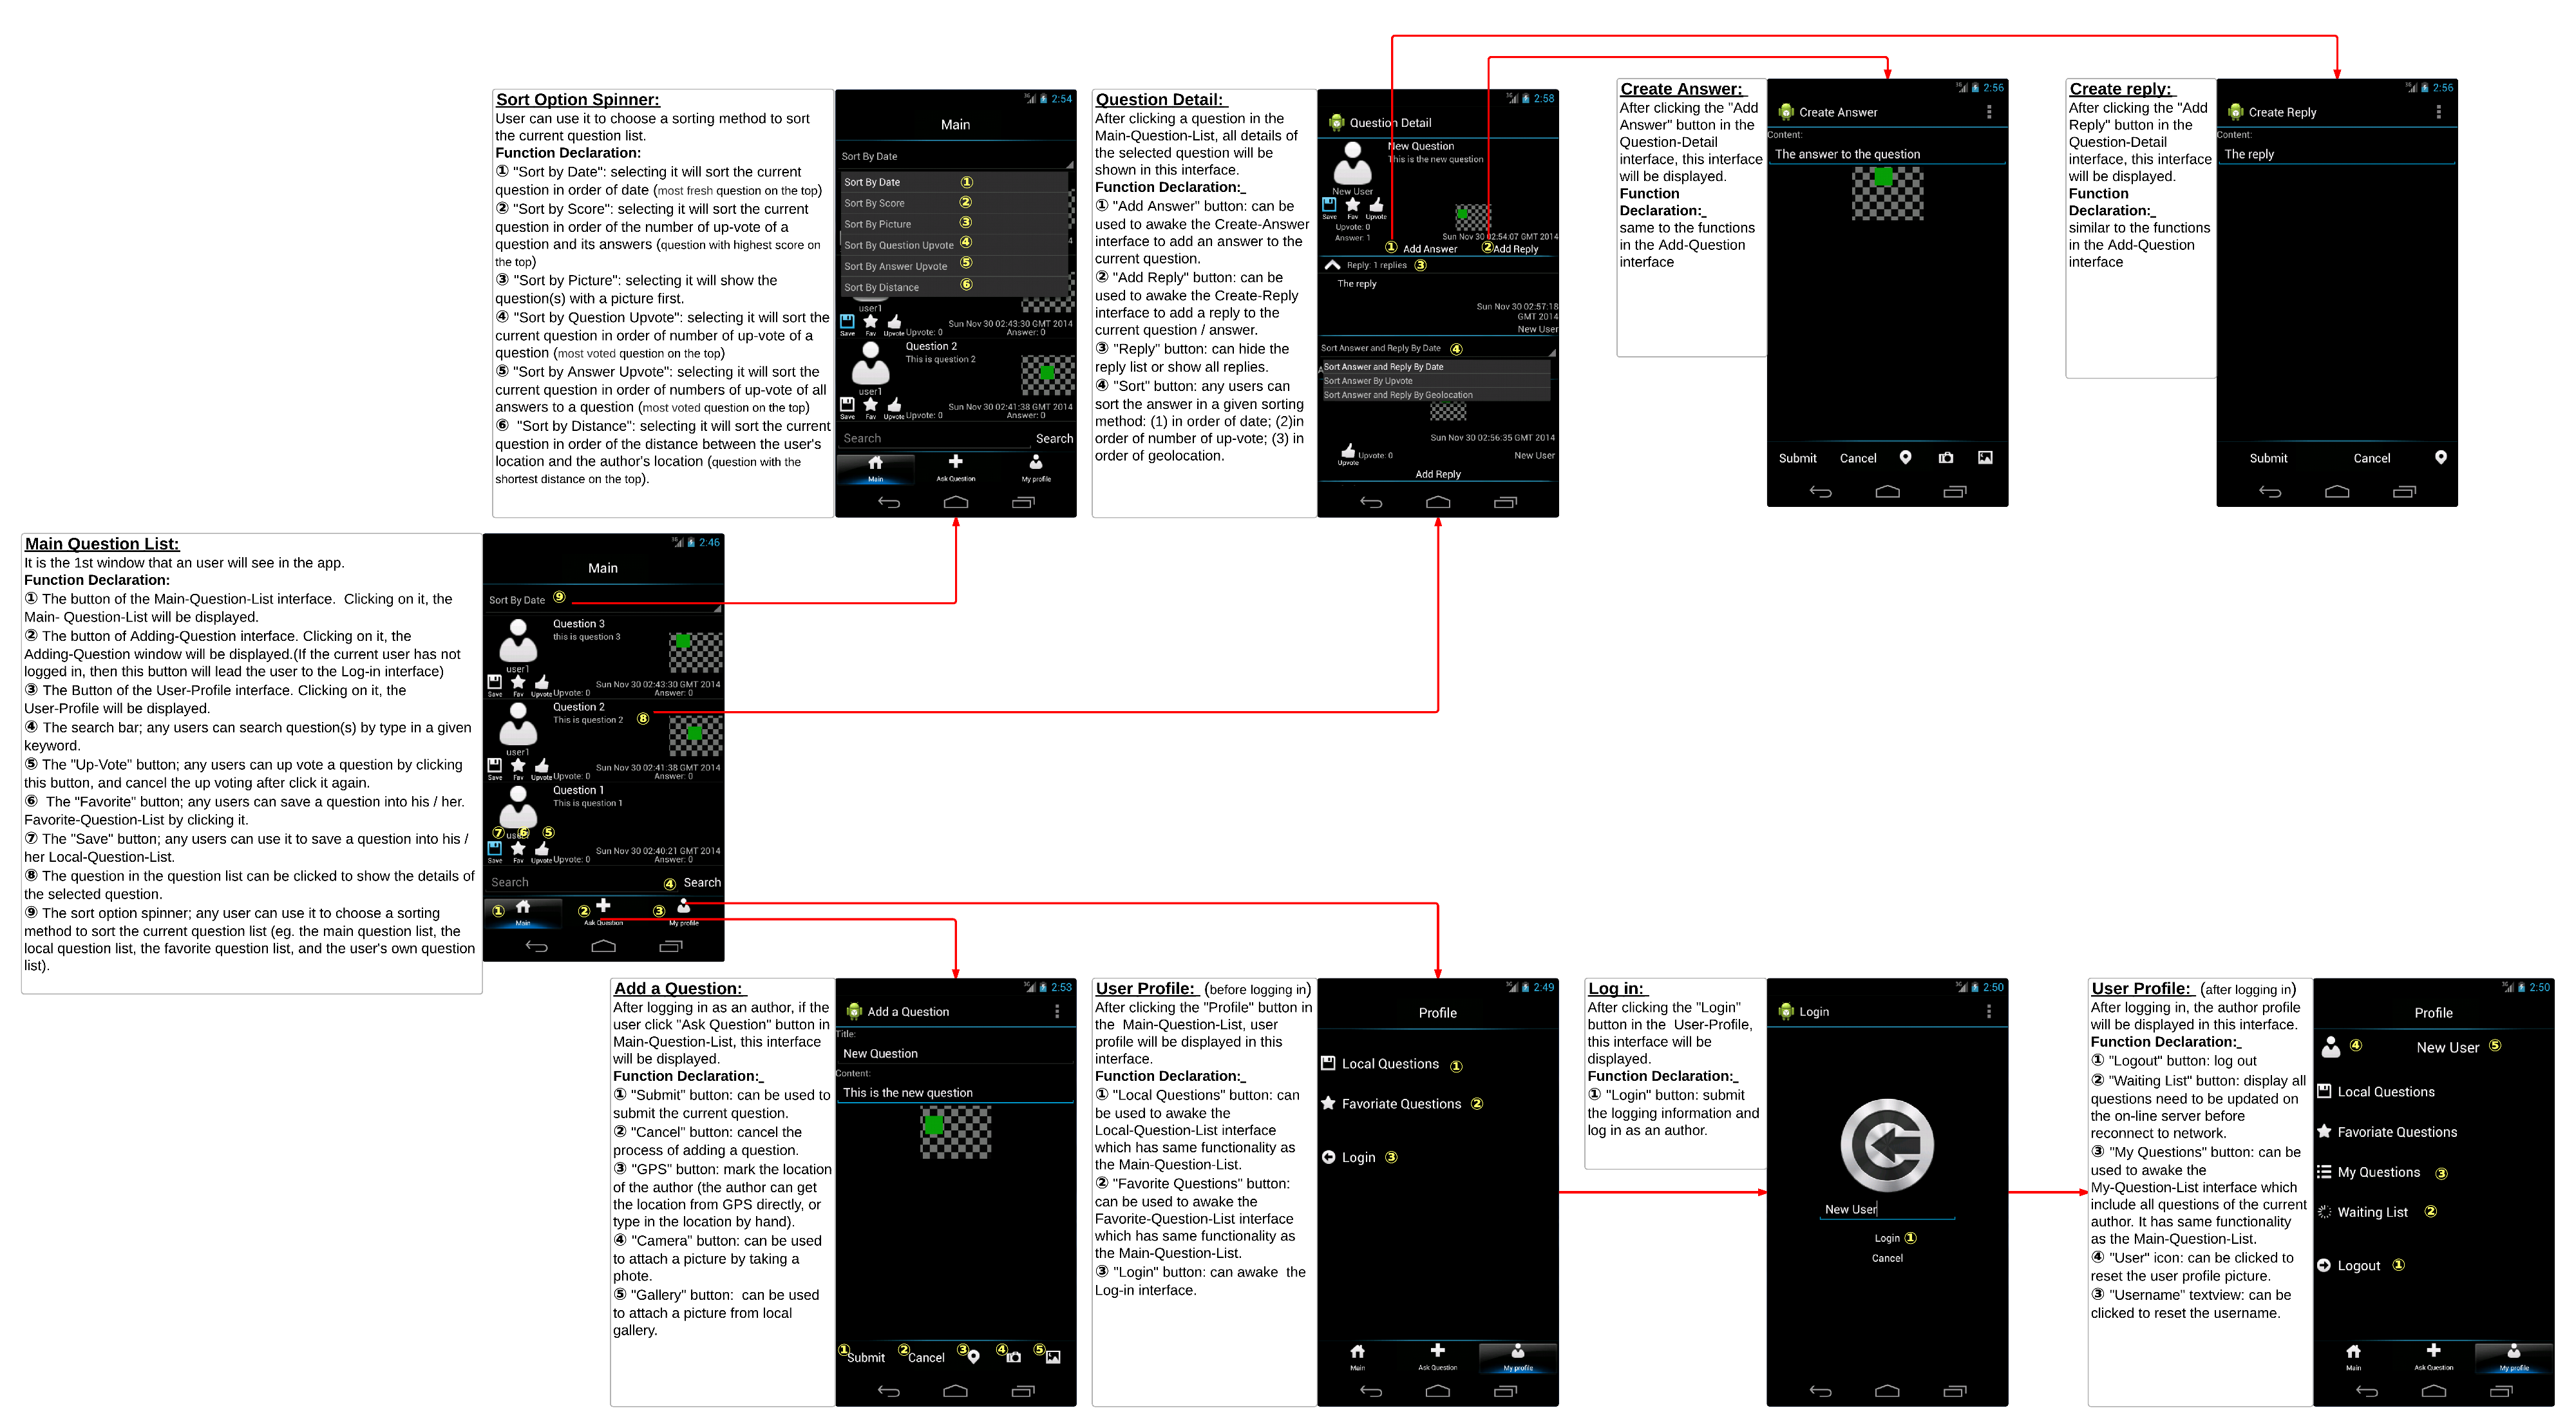 Sort Option Spinner:
User can use it to choose a sorting method to sort
the current question list.
Function Declaration:
① "Sort by Date": selecting it will sort the current
question in order of date (most fresh question on the top)
② "Sort by Score": selecting it will sort the current
question in order of the number of up-vote of a
question and its answers (question with highest score on
the top)
③ "Sort by Picture": selecting it will show the
question(s) with a picture first.
④ "Sort by Question Upvote": selecting it will sort the
current question in order of number of up-vote of a
question (most voted question on the top)
⑤ "Sort by Answer Upvote": selecting it will sort the
current question in order of numbers of up-vote of all
answers to a question (most voted question on the top)
⑥ "Sort by Distance": selecting it will sort the current
question in order of the distance between the user's
location and the author's location (question with the
shortest distance on the top).
3G 2:54
Main
Sort By Date
Sort By Date ①
Sort By Score ②
Sort By Picture ③
Sort By Question Upvote ④
Sort By Answer Upvote ⑤
Sort By Distance ⑥
user1
Sun Nov 30 02:43:30 GMT 2014
Save Fav Upvote Upvote: 0 Answer: 0
Question 2
This is question 2
user1
Sun Nov 30 02:41:38 GMT 2014
Save Fav Upvote Upvote: 0 Answer: 0
Search Search
Main Ask Question My profile
Question Detail:
After clicking a question in the
Main-Question-List, all details of
the selected question will be
shown in this interface.
Function Declaration:
① "Add Answer" button: can be
used to awake the Create-Answer
interface to add an answer to the
current question.
② "Add Reply" button: can be
used to awake the Create-Reply
interface to add a reply to the
current question / answer.
③ "Reply" button: can hide the
reply list or show all replies.
④ "Sort" button: any users can
sort the answer in a given sorting
method: (1) in order of date; (2)in
order of number of up-vote; (3) in
order of geolocation.
3G 2:58
Question Detail
New Question
This is the new question
New User
Save Fav Upvote
Upvote: 0
Answer: 1
Sun Nov 30 02:54:07 GMT 2014
① Add Answer ② Add Reply
Reply: 1 replies ③
The reply
Sun Nov 30 02:57:18
GMT 2014
New User
Sort Answer and Reply By Date ④
Sort Answer and Reply By Date
Sort Answer By Upvote
Sort Answer and Reply By Geolocation
Sun Nov 30 02:56:35 GMT 2014
Upvote Upvote: 0 New User
Add Reply
Create Answer:
After clicking the "Add
Answer" button in the
Question-Detail
interface, this interface
will be displayed.
Function
Declaration:
same to the functions
in the Add-Question
interface
3G 2:56
Create Answer
Content:
The answer to the question
Submit Cancel
Create reply:
After clicking the "Add
Reply" button in the
Question-Detail
interface, this interface
will be displayed.
Function
Declaration:
similar to the functions
in the Add-Question
interface
3G 2:56
Create Reply
Content:
The reply
Submit Cancel
Main Question List:
It is the 1st window that an user will see in the app.
Function Declaration:
① The button of the Main-Question-List interface. Clicking on it, the
Main- Question-List will be displayed.
② The button of Adding-Question interface. Clicking on it, the
Adding-Question window will be displayed.(If the current user has not
logged in, then this button will lead the user to the Log-in interface)
③ The Button of the User-Profile interface. Clicking on it, the
User-Profile will be displayed.
④ The search bar; any users can search question(s) by type in a given
keyword.
⑤ The "Up-Vote" button; any users can up vote a question by clicking
this button, and cancel the up voting after click it again.
⑥ The "Favorite" button; any users can save a question into his / her.
Favorite-Question-List by clicking it.
⑦ The "Save" button; any users can use it to save a question into his /
her Local-Question-List.
⑧ The question in the question list can be clicked to show the details of
the selected question.
⑨ The sort option spinner; any user can use it to choose a sorting
method to sort the current question list (eg. the main question list, the
local question list, the favorite question list, and the user's own question
list).
3G 2:46
Main
Sort By Date ⑨
Question 3
this is question 3
user1
Sun Nov 30 02:43:30 GMT 2014
Save Fav Upvote Upvote: 0 Answer: 0
Question 2
This is question 2 ⑧
user1
Sun Nov 30 02:41:38 GMT 2014
Save Fav Upvote Upvote: 0 Answer: 0
Question 1
This is question 1
⑦ ⑥ ⑤
Sun Nov 30 02:40:21 GMT 2014
Save Fav Upvote Upvote: 0 Answer: 0
Search ④ Search
① ② ③
Main Ask Question My profile
Add a Question:
After logging in as an author, if the
user click "Ask Question" button in
Main-Question-List, this interface
will be displayed.
Function Declaration:
① "Submit" button: can be used to
submit the current question.
② "Cancel" button: cancel the
process of adding a question.
③ "GPS" button: mark the location
of the author (the author can get
the location from GPS directly, or
type in the location by hand).
④ "Camera" button: can be used
to attach a picture by taking a
phote.
⑤ "Gallery" button: can be used
to attach a picture from local
gallery.
3G 2:53
Add a Question
Title:
New Question
Content:
This is the new question
① Submit ② Cancel ③ ④ ⑤
User Profile: (before logging in)
After clicking the "Profile" button in
the Main-Question-List, user
profile will be displayed in this
interface.
Function Declaration:
① "Local Questions" button: can
be used to awake the
Local-Question-List interface
which has same functionality as
the Main-Question-List.
② "Favorite Questions" button:
can be used to awake the
Favorite-Question-List interface
which has same functionality as
the Main-Question-List.
③ "Login" button: can awake the
Log-in interface.
3G 2:49
Profile
Local Questions ①
Favoriate Questions ②
Login ③
Main Ask Question My profile
Log in:
After clicking the "Login"
button in the User-Profile,
this interface will be
displayed.
Function Declaration:
① "Login" button: submit
the logging information and
log in as an author.
3G 2:50
Login
New User
Login ①
Cancel
User Profile: (after logging in)
After logging in, the author profile
will be displayed in this interface.
Function Declaration:
① "Logout" button: log out
② "Waiting List" button: display all
questions need to be updated on
the on-line server before
reconnect to network.
③ "My Questions" button: can be
used to awake the
My-Question-List interface which
include all questions of the current
author. It has same functionality
as the Main-Question-List.
④ "User" icon: can be clicked to
reset the user profile picture.
③ "Username" textview: can be
clicked to reset the username.
3G 2:50
Profile
④ New User ⑤
Local Questions
Favoriate Questions
My Questions ③
Waiting List ②
Logout ①
Main Ask Question My profile